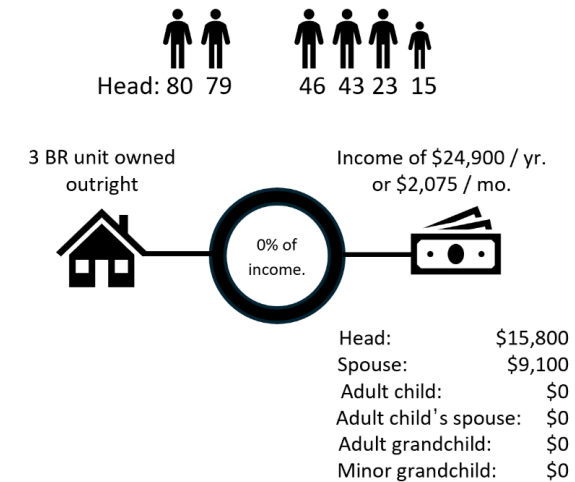 Head: 80 79 46 43 23 15
3 BR unit owned
outright
Income of $24,900 / yr.
or $2,075 / mo.
0% of
income.
Head: $15,800
Spouse: $9,100
Adult child: $0
Adult child's spouse: $0
Adult grandchild: $0
Minor grandchild: $0